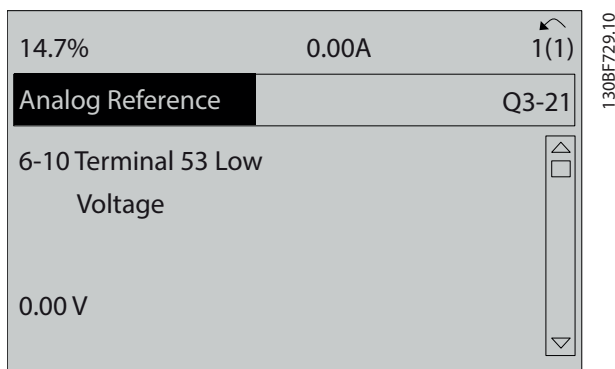 14.7% 0.00A 1(1)
Analog Reference Q3-21
6-10 Terminal 53 Low
Voltage
0.00 V
130BF729.10